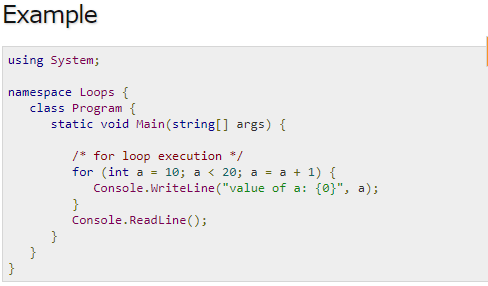 Example
using System;
namespace Loops {
class Program {
static void Main(string[] args) {
/* for loop execution */
for (int a = 10; a < 20; a = a + 1) {
Console.WriteLine("value of a: {0}", a);
}
Console.ReadLine();
}
}
}